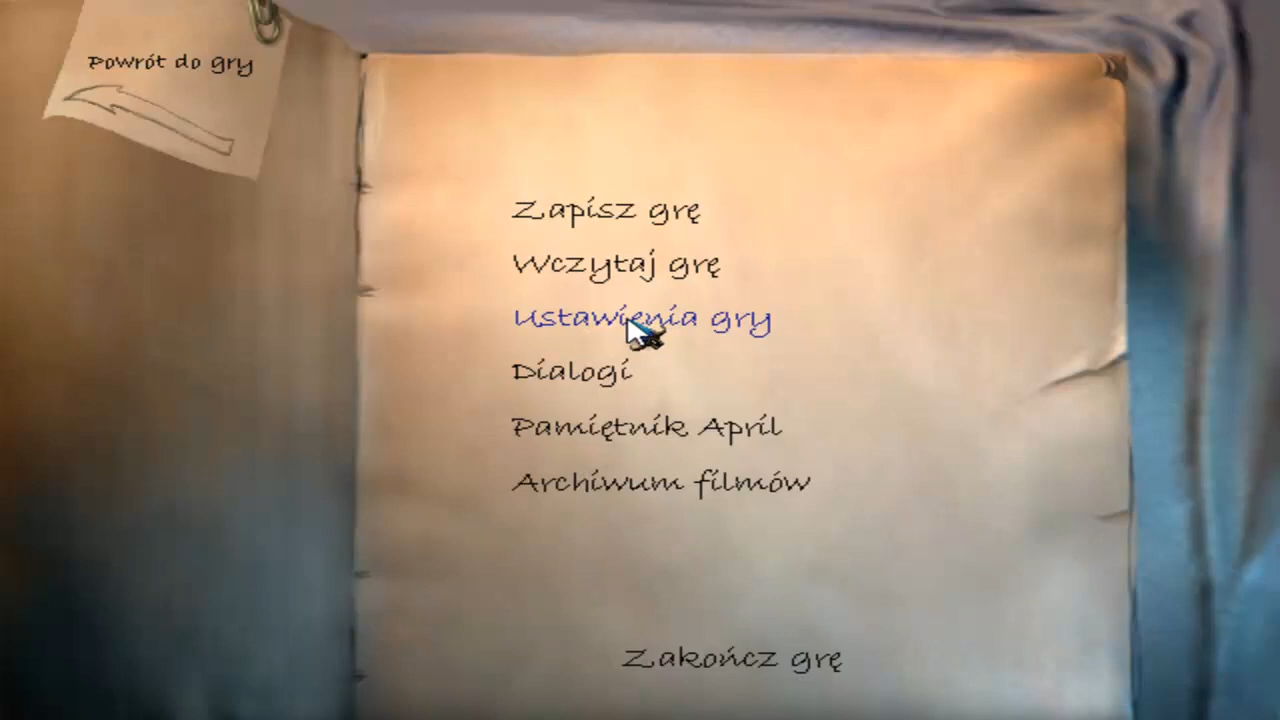 Powrót do gry
Zapisz grę
Wczytaj grę
Ustawienia gry
Dialogi
Pamiętnik April
Archiwum filmów
Zakończ grę